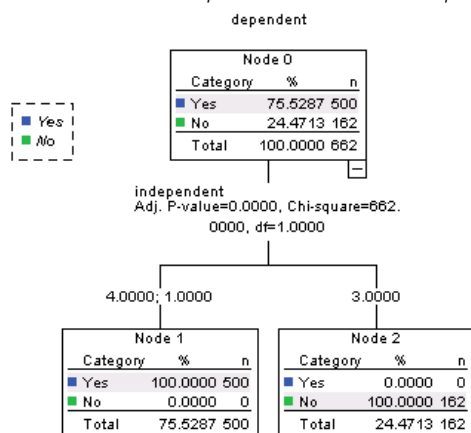 dependent
Node 0
Category % n
Yes 75.5287 500
No 24.4713 162
Total 100.0000 662
Yes
No
independent
Adj. P-value=0.0000, Chi-square=662.
0000, df=1.0000
4.0000; 1.0000
3.0000
Node 1
Category % n
Yes 100.0000 500
No 0.0000 0
Total 75.5287 500
Node 2
Category % n
Yes 0.0000 0
No 100.0000 162
Total 24.4713 162